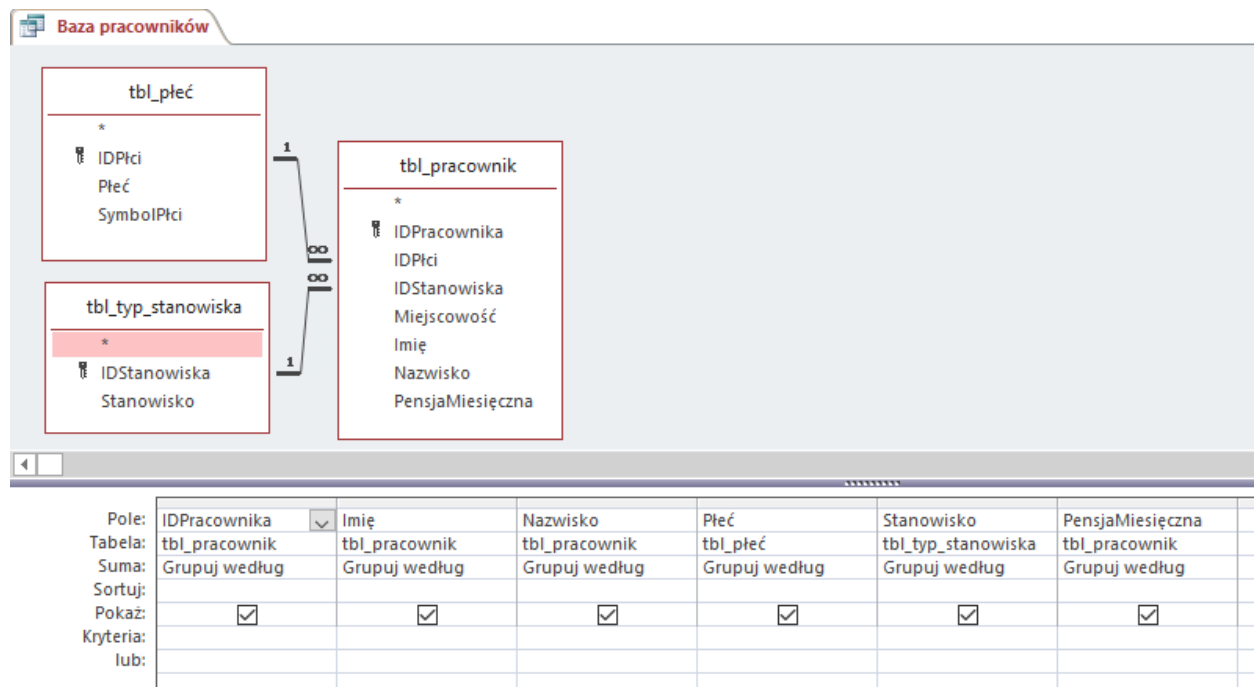 Baza pracowników
tbl_płeć
*
IDPłci
Płeć
SymbolPłci
1
∞
tbl_typ_stanowiska
*
IDStanowiska
Stanowisko
1
∞
tbl_pracownik
*
IDPracownika
IDPłci
IDStanowiska
Miejscowość
Imię
Nazwisko
PensjaMiesięczna
Pole: IDPracownika Imię Nazwisko Płeć Stanowisko PensjaMiesięczna
Tabela: tbl_pracownik tbl_pracownik tbl_pracownik tbl_płeć tbl_typ_stanowiska tbl_pracownik
Suma: Grupuj według Grupuj według Grupuj według Grupuj według Grupuj według Grupuj według
Sortuj:
Pokaż:
Kryteria:
lub: